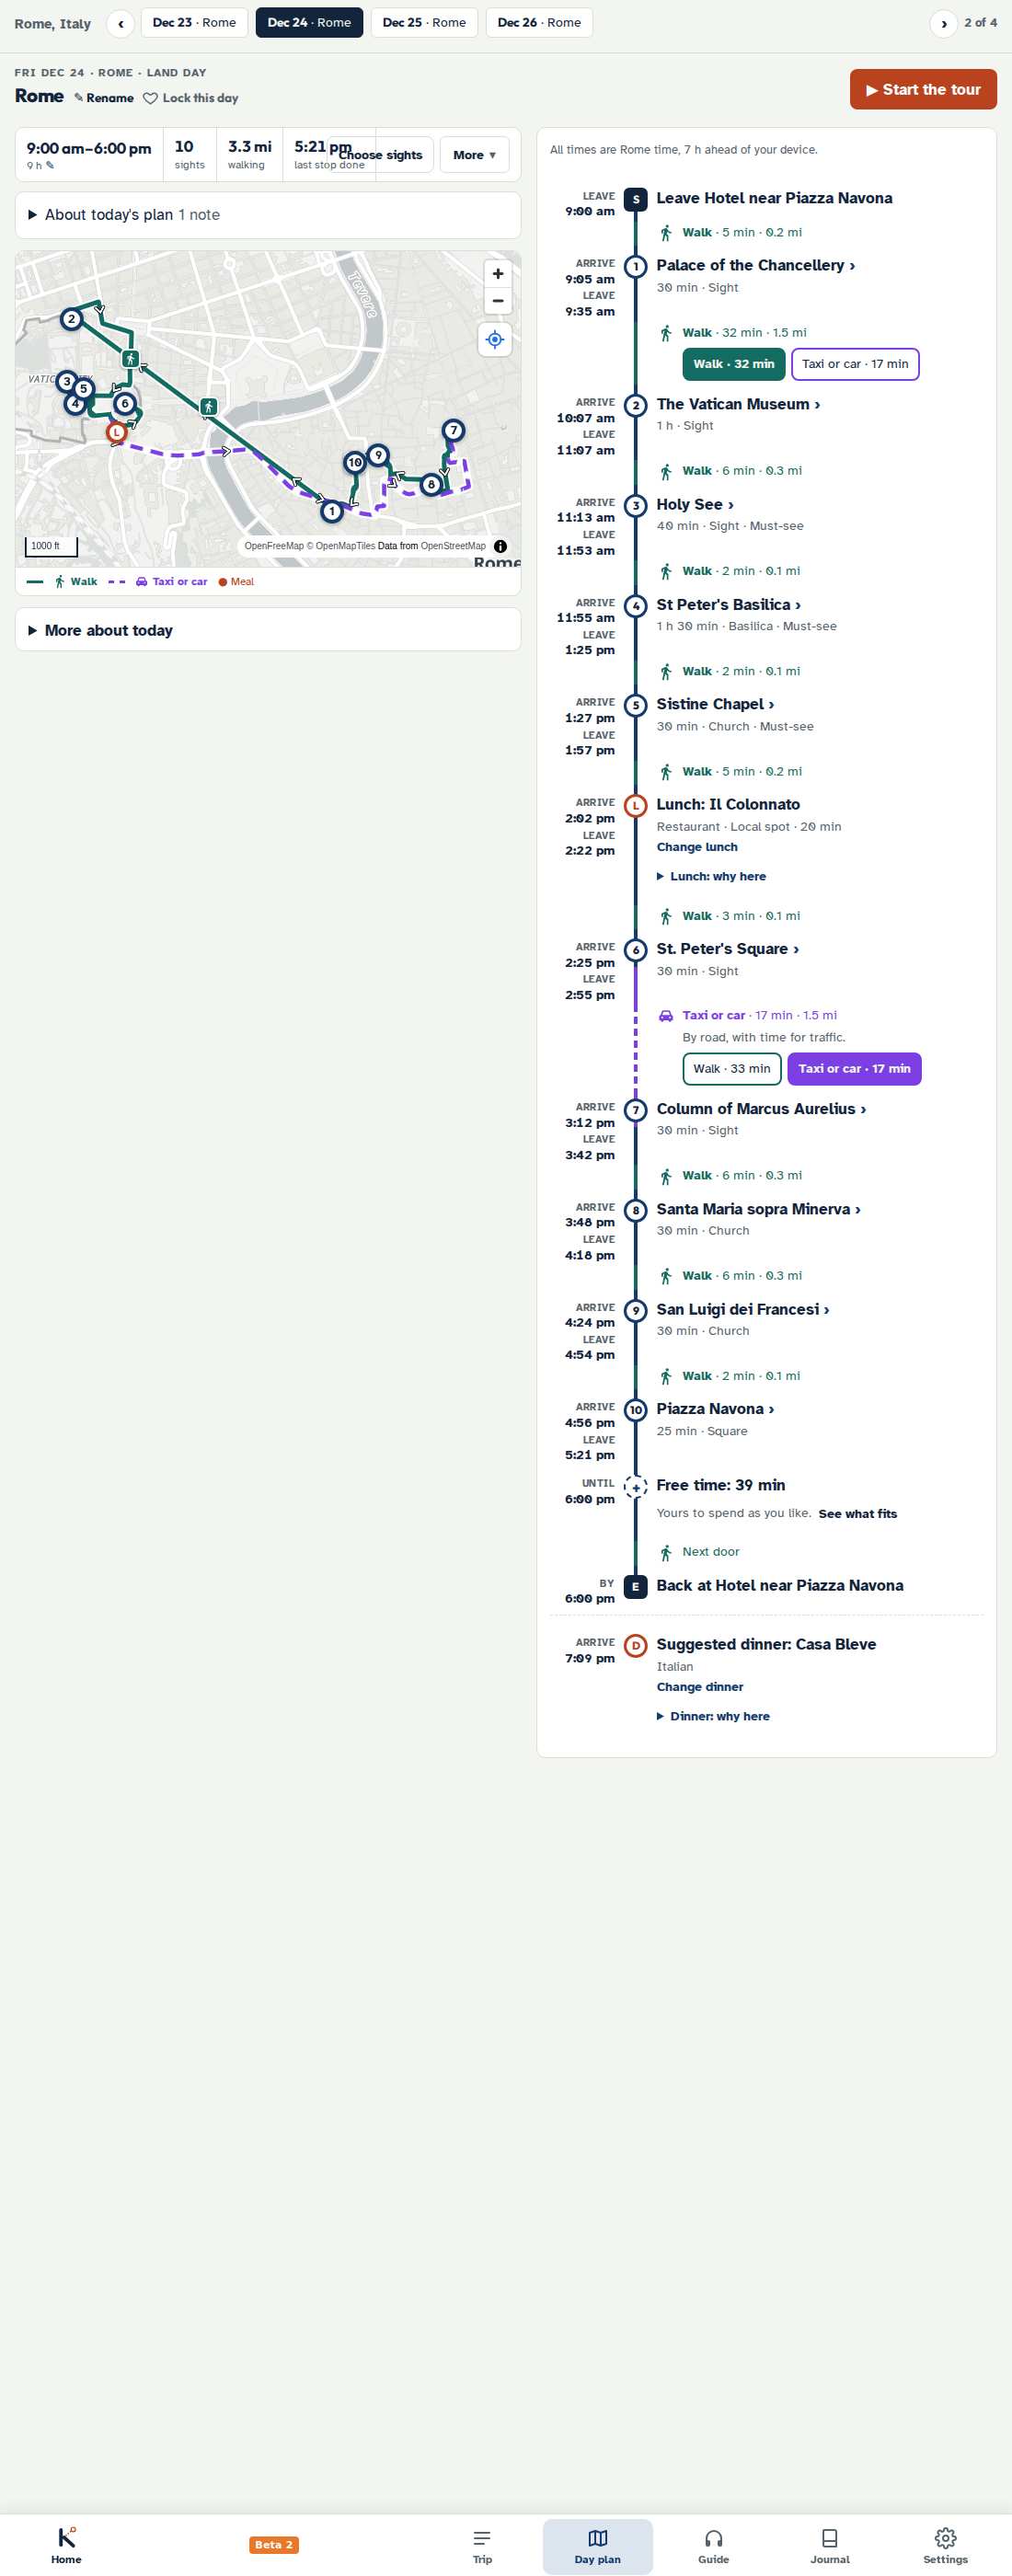 Rome, Italy
‹
Dec 23 · Rome
Dec 24 · Rome
Dec 25 · Rome
Dec 26 · Rome
›
2 of 4
FRI DEC 24 · ROME · LAND DAY
Rome ✎ Rename Lock this day
▶ Start the tour
9:00 am–6:00 pm
9 h ✎
10
sights
3.3 mi
walking
5:21 pm
last stop done
Choose sights
More ▾
▶ About today's plan 1 note
Tevere
VATIC
2
3
5
4
6
L
7
10
9
8
1
+
−
1000 ft
OpenFreeMap © OpenMapTiles Data from OpenStreetMap
Rome
Walk
Taxi or car
Meal
▶ More about today
All times are Rome time, 7 h ahead of your device.
LEAVE
9:00 am
S
Leave Hotel near Piazza Navona
Walk · 5 min · 0.2 mi
ARRIVE
9:05 am
LEAVE
9:35 am
1
Palace of the Chancellery ›
30 min · Sight
Walk · 32 min · 1.5 mi
Walk · 32 min
Taxi or car · 17 min
ARRIVE
10:07 am
LEAVE
11:07 am
2
The Vatican Museum ›
1 h · Sight
Walk · 6 min · 0.3 mi
ARRIVE
11:13 am
LEAVE
11:53 am
3
Holy See ›
40 min · Sight · Must-see
Walk · 2 min · 0.1 mi
ARRIVE
11:55 am
LEAVE
1:25 pm
4
St Peter's Basilica ›
1 h 30 min · Basilica · Must-see
Walk · 2 min · 0.1 mi
ARRIVE
1:27 pm
LEAVE
1:57 pm
5
Sistine Chapel ›
30 min · Church · Must-see
Walk · 5 min · 0.2 mi
ARRIVE
2:02 pm
LEAVE
2:22 pm
L
Lunch: Il Colonnato
Restaurant · Local spot · 20 min
Change lunch
▶ Lunch: why here
Walk · 3 min · 0.1 mi
ARRIVE
2:25 pm
LEAVE
2:55 pm
6
St. Peter's Square ›
30 min · Sight
Taxi or car · 17 min · 1.5 mi
By road, with time for traffic.
Walk · 33 min
Taxi or car · 17 min
ARRIVE
3:12 pm
LEAVE
3:42 pm
7
Column of Marcus Aurelius ›
30 min · Sight
Walk · 6 min · 0.3 mi
ARRIVE
3:48 pm
LEAVE
4:18 pm
8
Santa Maria sopra Minerva ›
30 min · Church
Walk · 6 min · 0.3 mi
ARRIVE
4:24 pm
LEAVE
4:54 pm
9
San Luigi dei Francesi ›
30 min · Church
Walk · 2 min · 0.1 mi
ARRIVE
4:56 pm
LEAVE
5:21 pm
10
Piazza Navona ›
25 min · Square
UNTIL
6:00 pm
+
Free time: 39 min
Yours to spend as you like. See what fits
Next door
BY
6:00 pm
E
Back at Hotel near Piazza Navona
ARRIVE
7:09 pm
D
Suggested dinner: Casa Bleve
Italian
Change dinner
▶ Dinner: why here
Home
Beta 2
Trip
Day plan
Guide
Journal
Settings